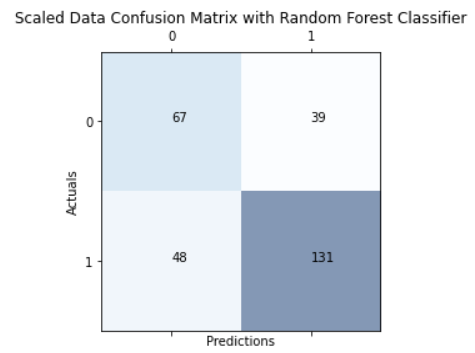 Scaled Data Confusion Matrix with Random Forest Classifier
0 1
0 67 39
Actuals
1 48 131
Predictions